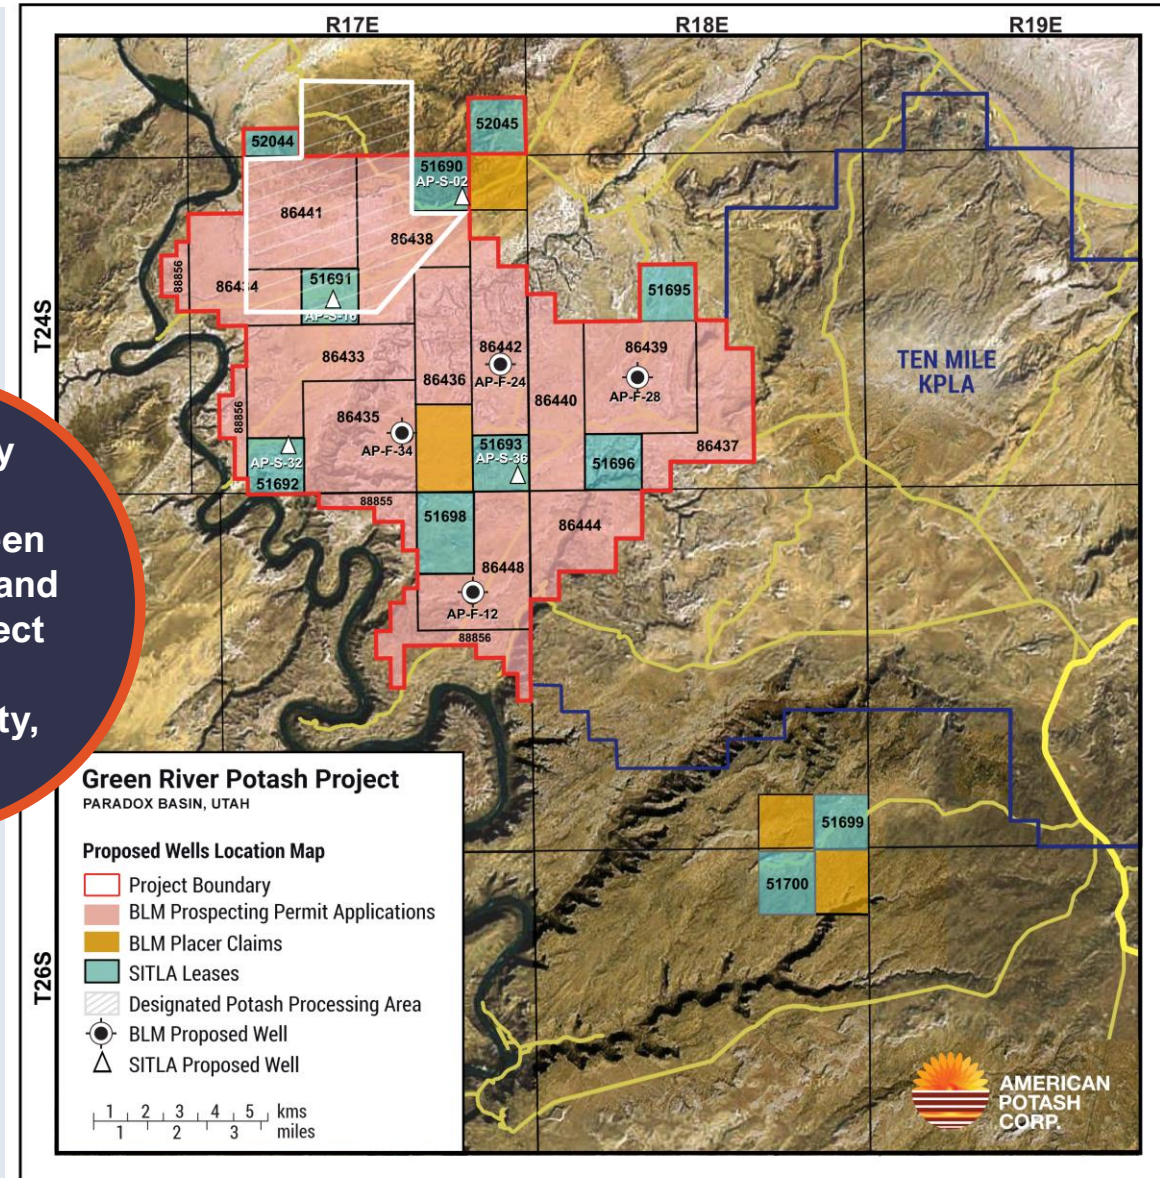 R17E
R18E
R19E
T24S
T26S
52045
52044
51690
AP-S-02
86441
86438
88856
86434
51691
AP-S-16
51695
86433
86442
AP-F-24
86439
AP-F-28
86436
86440
TEN MILE
KPLA
88856
86435
AP-F-34
51693
AP-S-36
86437
51696
AP-S-32
51692
88855
51698
86444
86448
AP-F-12
88856
51699
51700
and
ty,
Green River Potash Project
PARADOX BASIN, UTAH
Proposed Wells Location Map
Project Boundary
BLM Prospecting Permit Applications
BLM Placer Claims
SITLA Leases
Designated Potash Processing Area
BLM Proposed Well
SITLA Proposed Well
1 2 3 4 5 kms
1 2 3 miles
AMERICAN
POTASH
CORP.